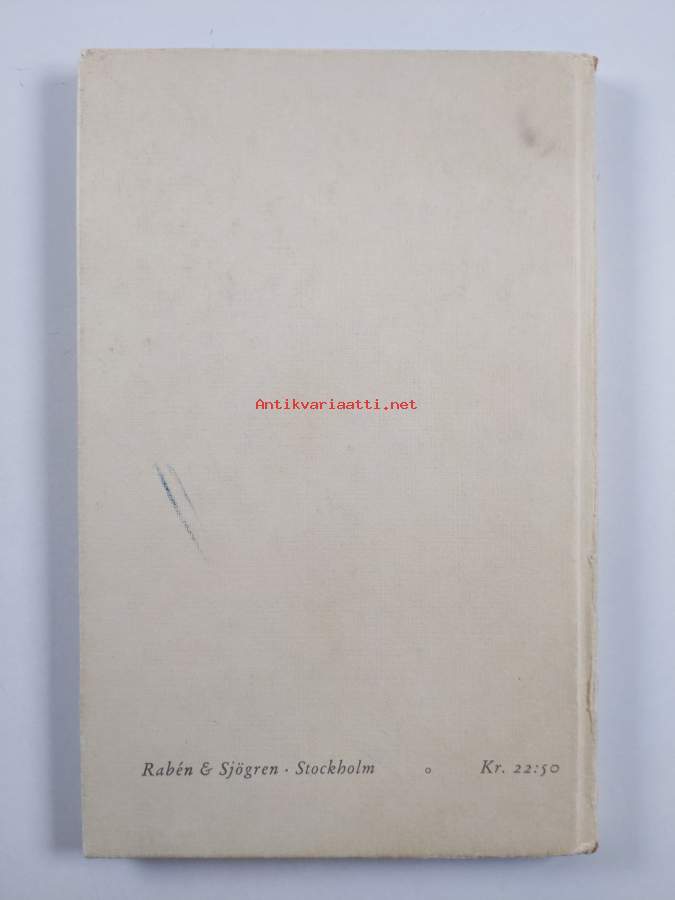 Antikvariaatti.net
Rabén & Sjögren · Stockholm ◦ Kr. 22:50